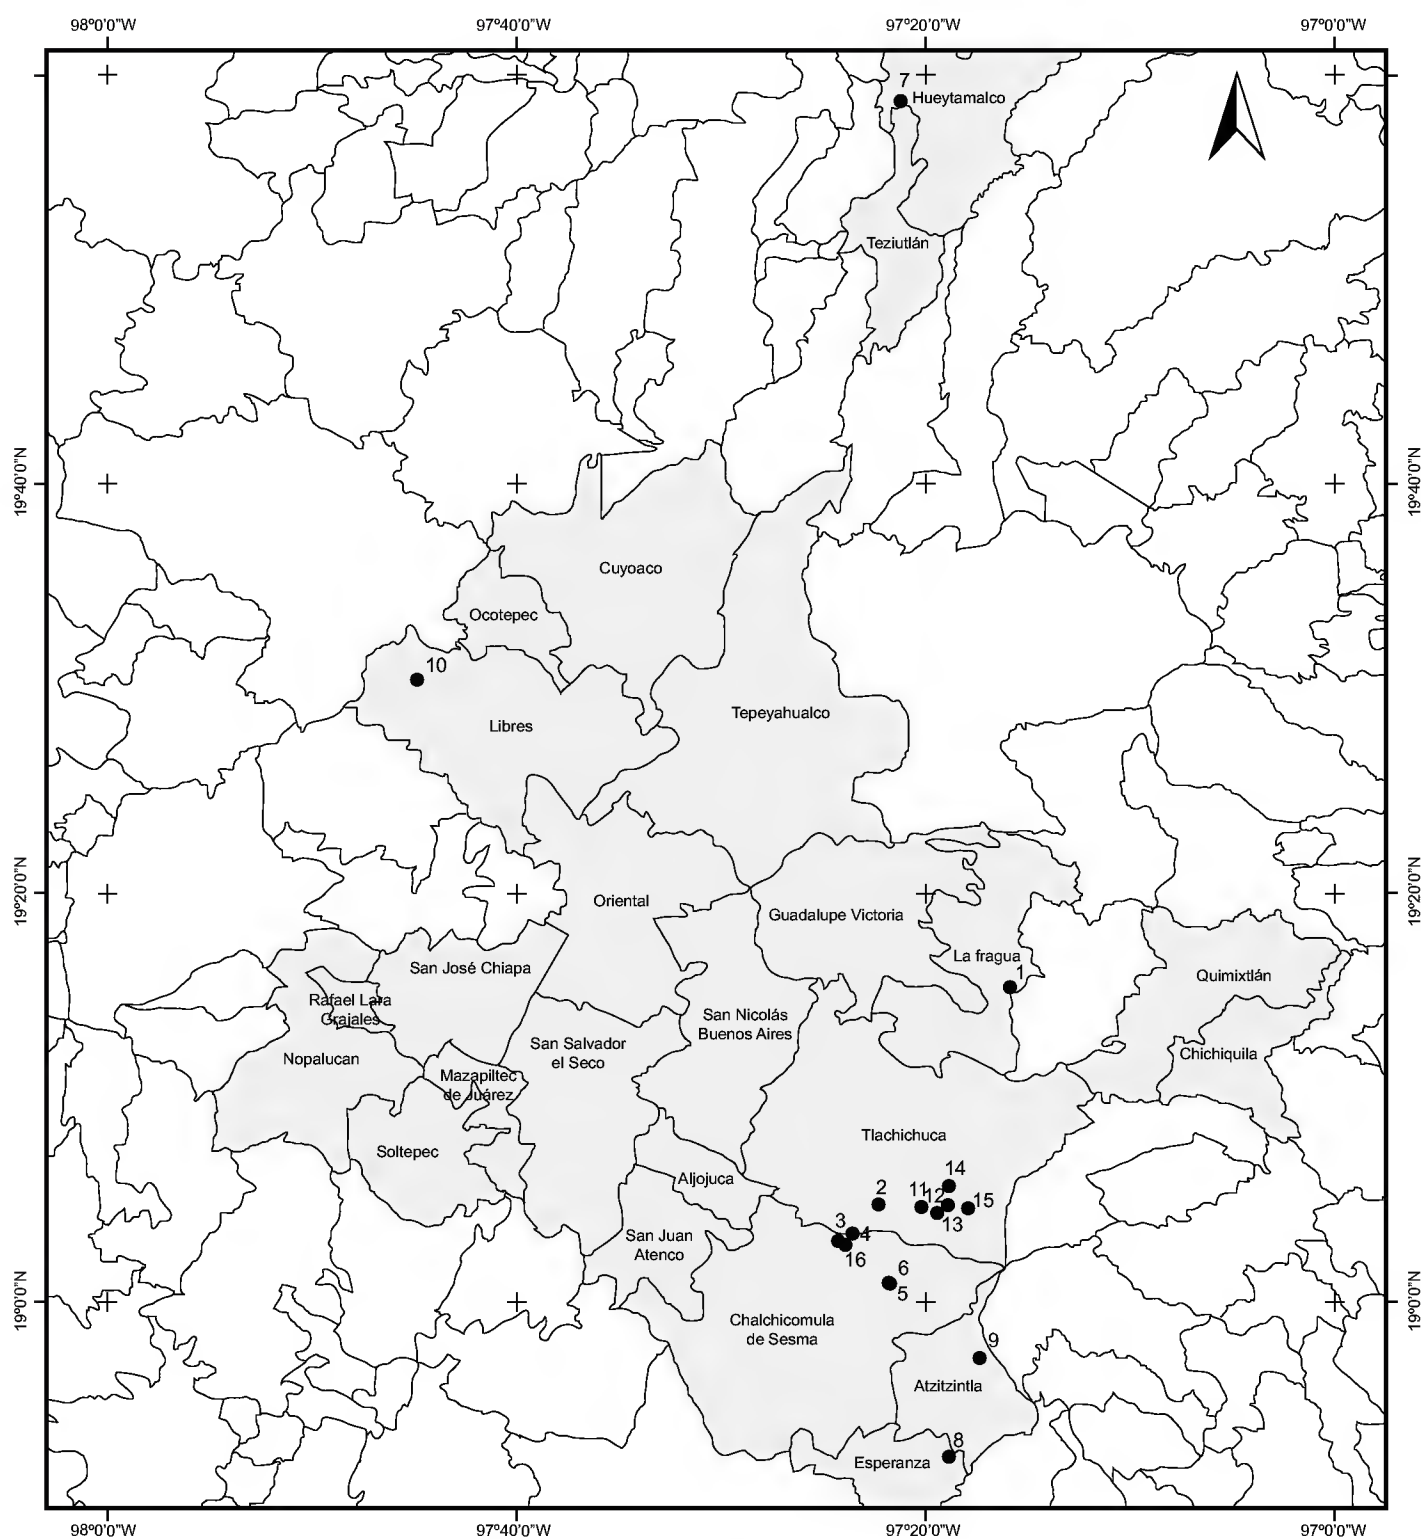 98°0'0"W
97°40'0"W
97°20'0"W
97°0'0"W
7
Hueytamalco
Teziutlán
19°40'0"N
19°40'0"N
Cuyoaco
Ocotepec
10
Libres
Tepeyahualco
19°20'0"N
19°20'0"N
Oriental
Guadalupe Victoria
La fragua
1
San José Chiapa
Quimixtlán
Rafael Lara
Grajales
San Nicolás
Buenos Aires
San Salvador
el Seco
Nopalucan
Chichiquila
Mazapiltec
de Juárez
Tlachichuca
Soltepec
Aljojuca
14
2
11
12
15
13
3
4
16
San Juan
Atenco
6
5
19°0'0"N
19°0'0"N
Chalchicomula
de Sesma
9
Atzitzintla
8
Esperanza
98°0'0"W
97°40'0"W
97°20'0"W
97°0'0"W